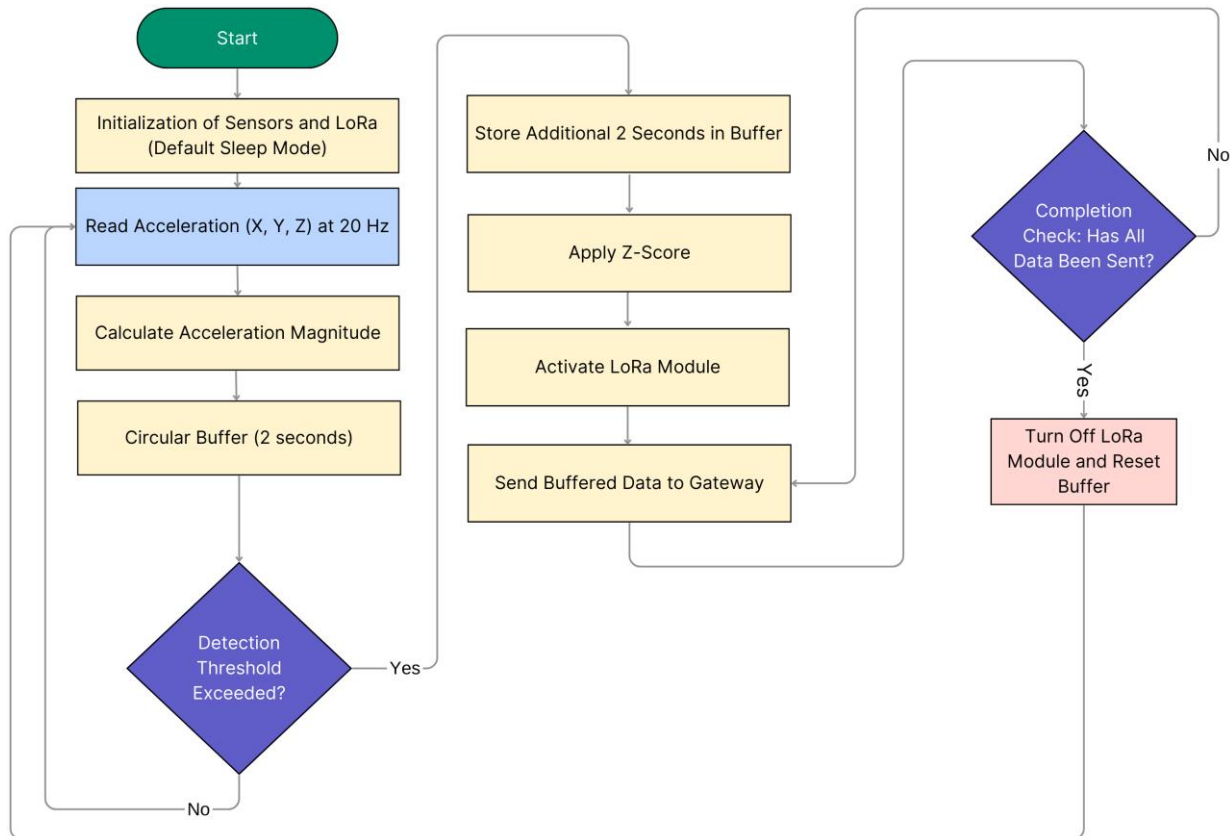 Start
Initialization of Sensors and LoRa
(Default Sleep Mode)
Read Acceleration (X, Y, Z) at 20 Hz
Calculate Acceleration Magnitude
Circular Buffer (2 seconds)
Detection
Threshold
Exceeded?
Yes
No
Store Additional 2 Seconds in Buffer
Apply Z-Score
Activate LoRa Module
Send Buffered Data to Gateway
Completion
Check: Has All
Data Been Sent?
No
Yes
Turn Off LoRa
Module and Reset
Buffer